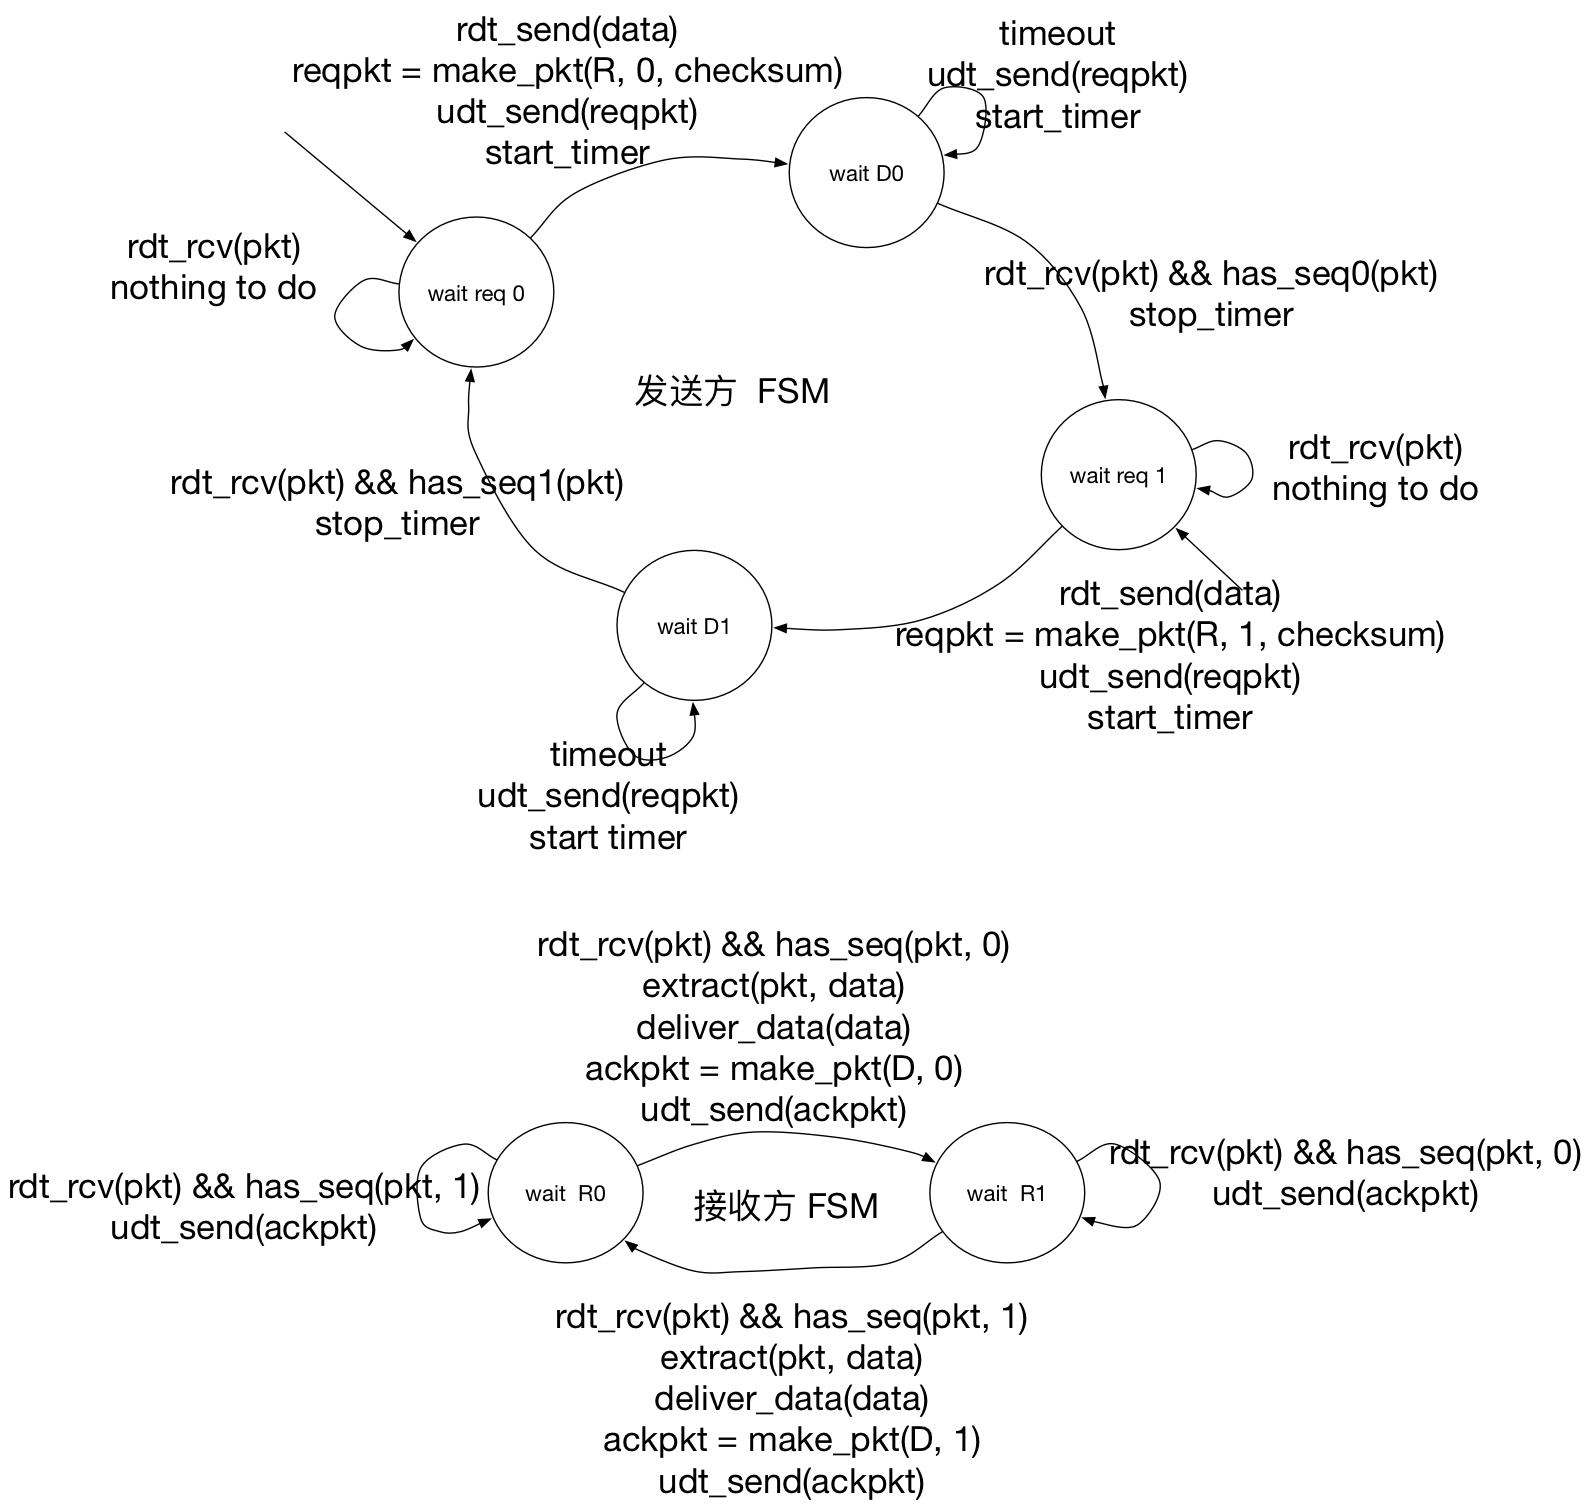 rdt_send(data)
reqpkt = make_pkt(R, 0, checksum)
udt_send(reqpkt)
start_timer
timeout
udt_send(reqpkt)
start_timer
wait D0
rdt_rcv(pkt)
nothing to do
wait req 0
rdt_rcv(pkt) && has_seq0(pkt)
stop_timer
发送方 FSM
rdt_rcv(pkt)
nothing to do
wait req 1
rdt_rcv(pkt) && has_seq1(pkt)
stop_timer
wait D1
rdt_send(data)
reqpkt = make_pkt(R, 1, checksum)
udt_send(reqpkt)
start_timer
timeout
udt_send(reqpkt)
start timer
rdt_rcv(pkt) && has_seq(pkt, 0)
extract(pkt, data)
deliver_data(data)
ackpkt = make_pkt(D, 0)
udt_send(ackpkt)
rdt_rcv(pkt) && has_seq(pkt, 1)
udt_send(ackpkt)
wait R0
接收方 FSM
wait R1
rdt_rcv(pkt) && has_seq(pkt, 0)
udt_send(ackpkt)
rdt_rcv(pkt) && has_seq(pkt, 1)
extract(pkt, data)
deliver_data(data)
ackpkt = make_pkt(D, 1)
udt_send(ackpkt)